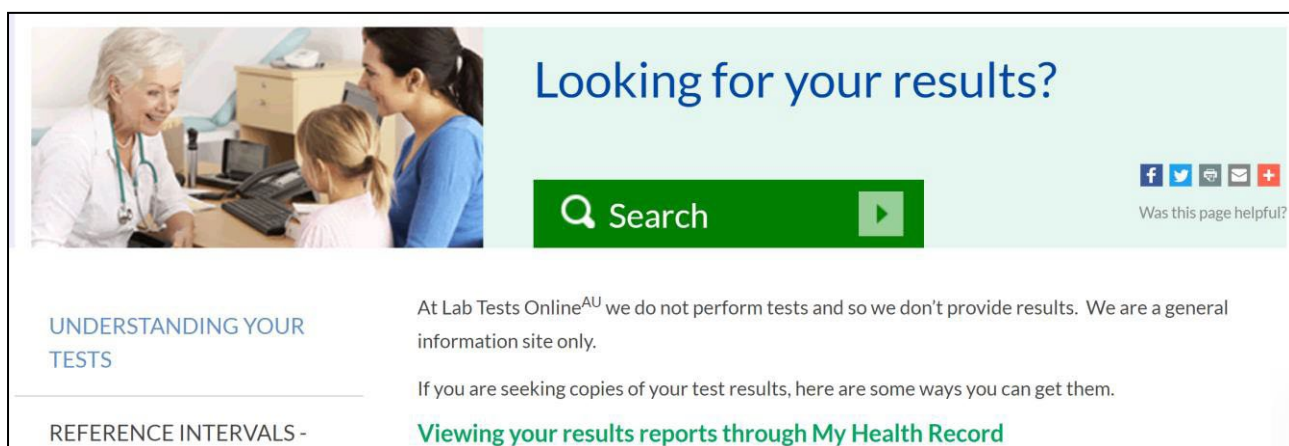 Looking for your results?
Search
Was this page helpful?
UNDERSTANDING YOUR
TESTS
REFERENCE INTERVALS -
At Lab Tests Online^AU we do not perform tests and so we don’t provide results. We are a general
information site only.
If you are seeking copies of your test results, here are some ways you can get them.
Viewing your results reports through My Health Record